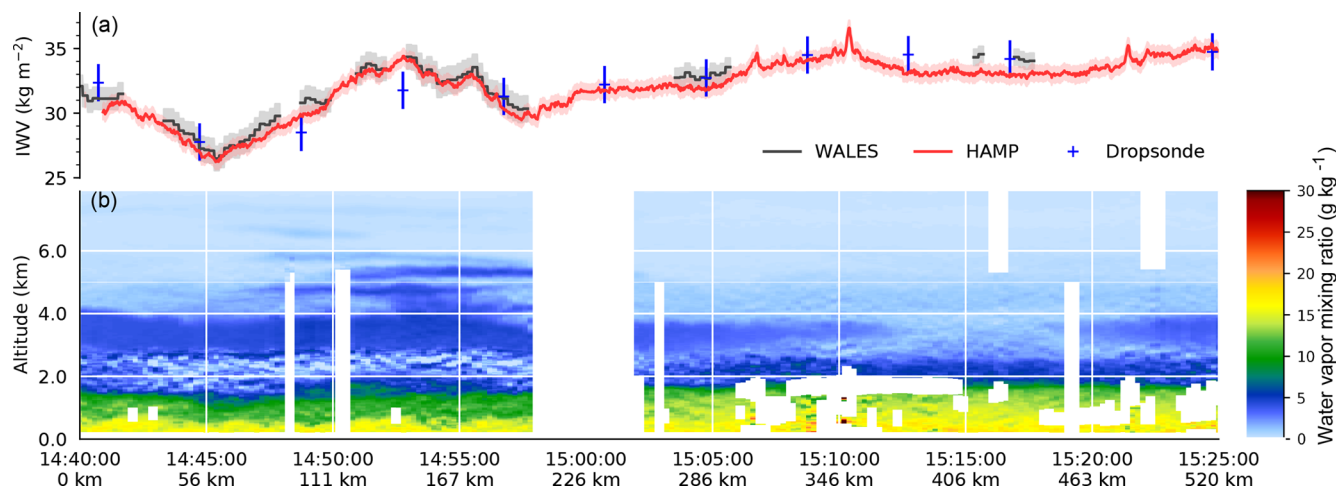 (a)
IWV (kg m⁻²)
35
30
25
WALES HAMP Dropsonde
(b)
Altitude (km)
6.0
4.0
2.0
0.0
30
25
20
15
10
5
0
Water vapor mixing ratio (g kg ⁻¹)
14:40:00 14:45:00 14:50:00 14:55:00 15:00:00 15:05:00 15:10:00 15:15:00 15:20:00 15:25:00
0 km 56 km 111 km 167 km 226 km 286 km 346 km 406 km 463 km 520 km